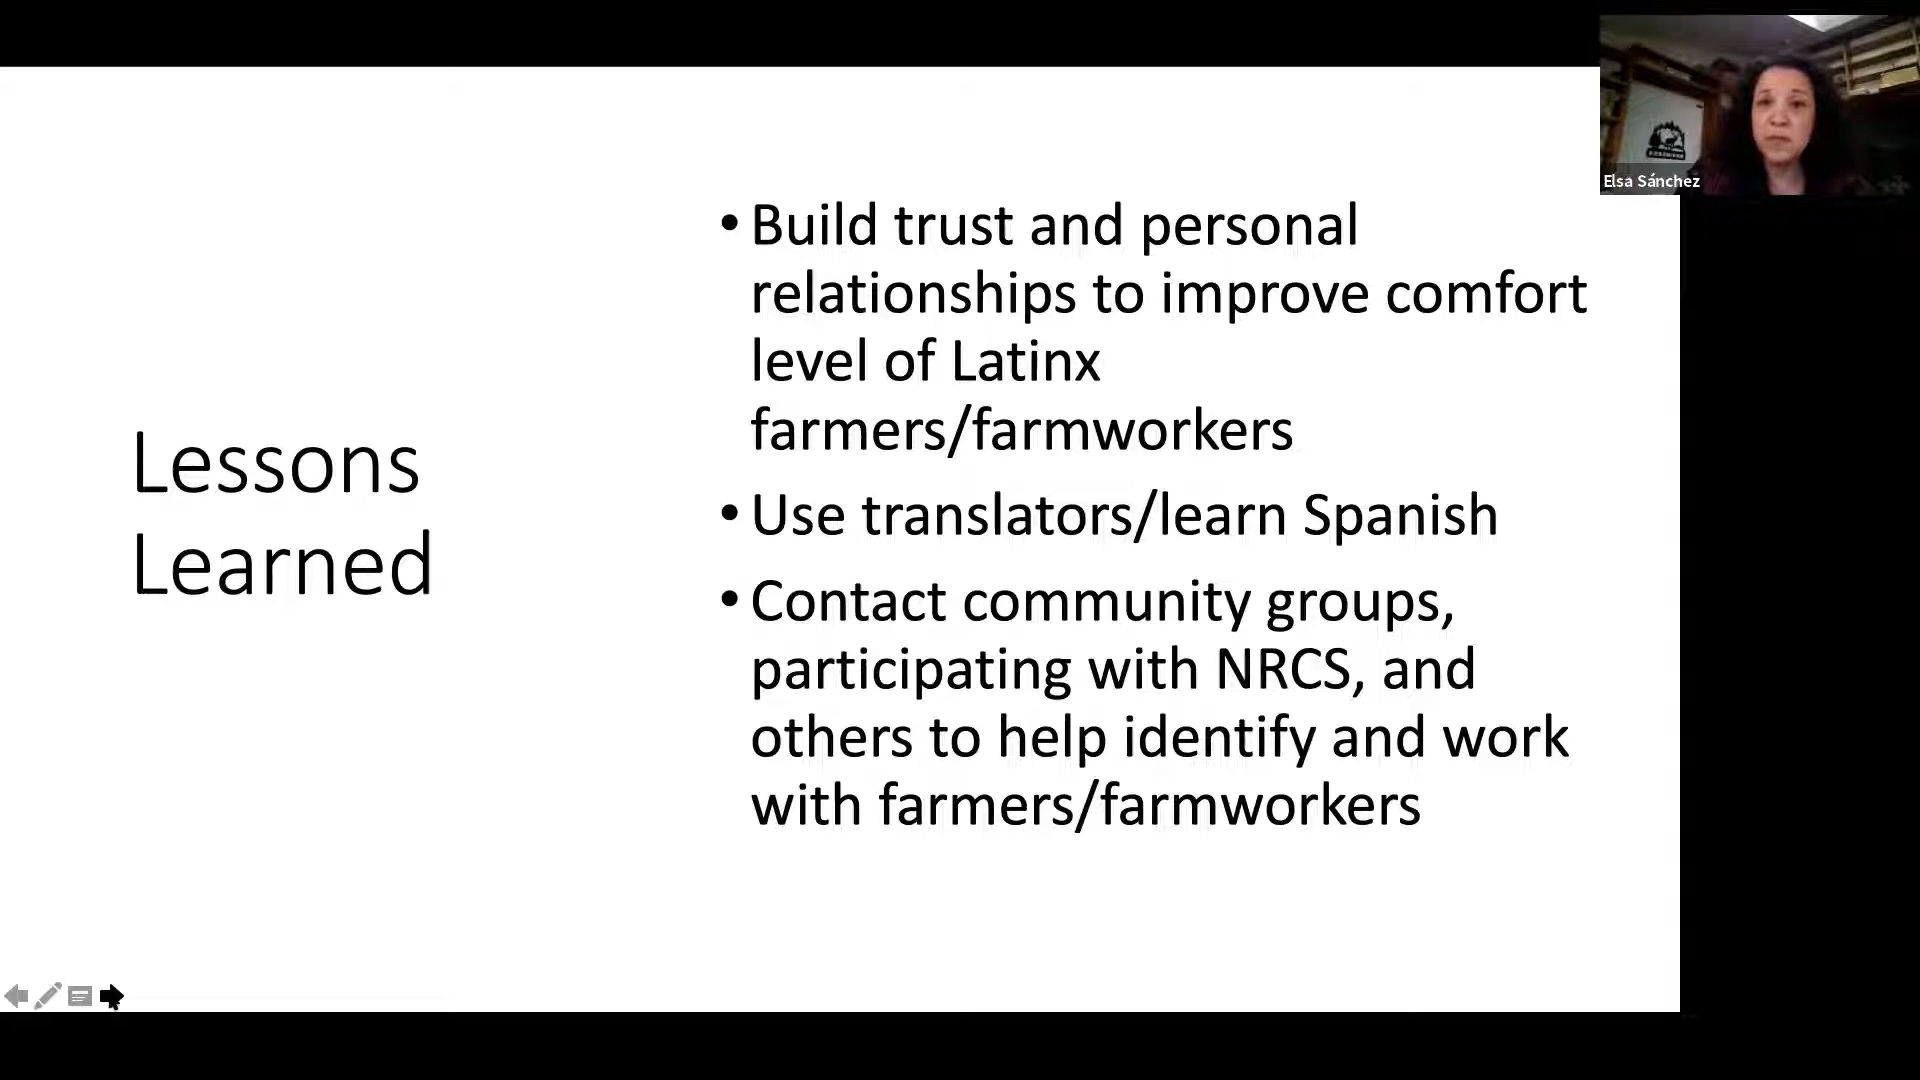 Elsa Sánchez
Lessons
Learned
• Build trust and personal
relationships to improve comfort
level of Latinx
farmers/farmworkers
• Use translators/learn Spanish
• Contact community groups,
participating with NRCS, and
others to help identify and work
with farmers/farmworkers